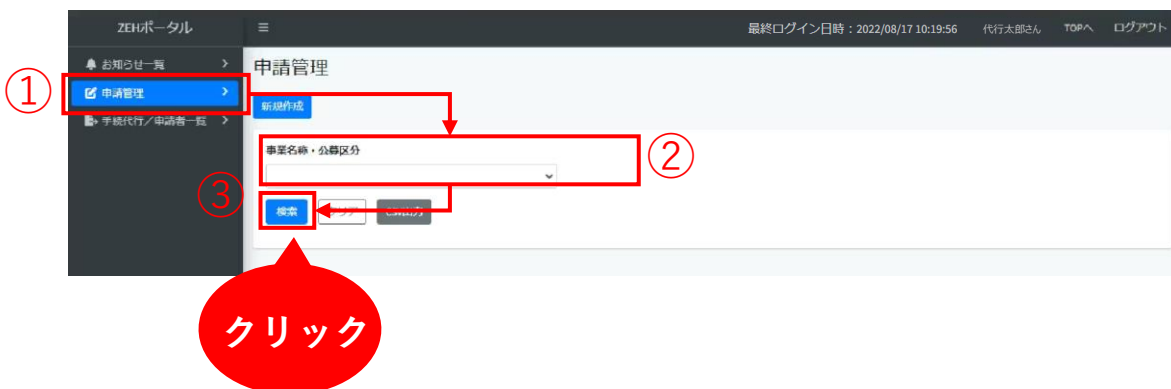 ZEHポータル
最終ログイン日時：2022/08/17 10:19:56 代行太郎さん TOPへ ログアウト
お知らせ一覧
① 申請管理
手続代行／申請者一覧
申請管理
新規作成
事業名称・公募区分
②
③ 検索 クリア CSV出力
クリック